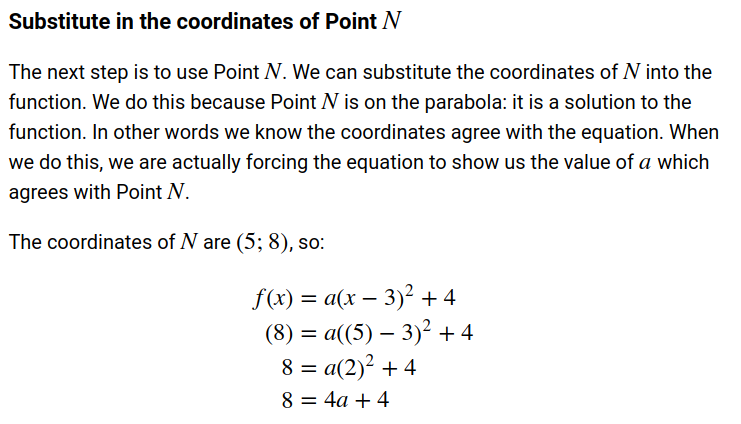 Substitute in the coordinates of Point N
The next step is to use Point N. We can substitute the coordinates of N into the
function. We do this because Point N is on the parabola: it is a solution to the
function. In other words we know the coordinates agree with the equation. When
we do this, we are actually forcing the equation to show us the value of a which
agrees with Point N.
The coordinates of N are (5; 8), so:
f(x) = a(x − 3)² + 4
(8) = a((5) − 3)² + 4
8 = a(2)² + 4
8 = 4a + 4